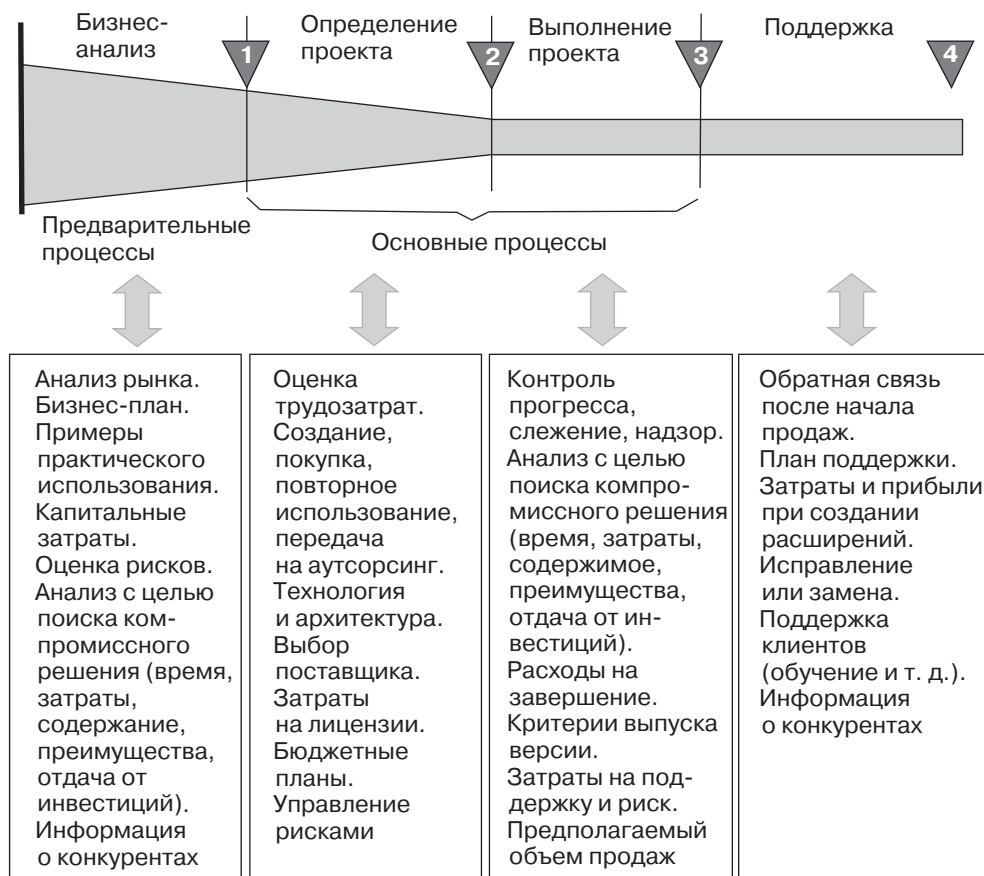 Бизнес-
анализ
1
Определение
проекта
2
Выполнение
проекта
3
Поддержка
4
Предварительные
процессы
Основные процессы
Анализ рынка.
Бизнес-план.
Примеры
практического
использования.
Капитальные
затраты.
Оценка рисков.
Анализ с целью
поиска ком-
промиссного
решения (время,
затраты,
содержание,
преимущества,
отдача от
инвестиций).
Информация
о конкурентах
Оценка
трудозатрат.
Создание,
покупка,
повторное
использование,
передача
на аутсорсинг.
Технология
и архитектура.
Выбор
поставщика.
Затраты
на лицензии.
Бюджетные
планы.
Управление
рисками
Контроль
прогресса,
слежение, надзор.
Анализ с целью
поиска компро-
миссного решения
(время, затраты,
содержимое,
преимущества,
отдача от ин-
вестиций).
Расходы на
завершение.
Критерии выпуска
версии.
Затраты на под-
держку и риск.
Предполагаемый
объем продаж
Обратная связь
после начала
продаж.
План поддержки.
Затраты и прибыли
при создании
расширений.
Исправление
или замена.
Поддержка
клиентов
(обучение и т. д.).
Информация
о конкурентах